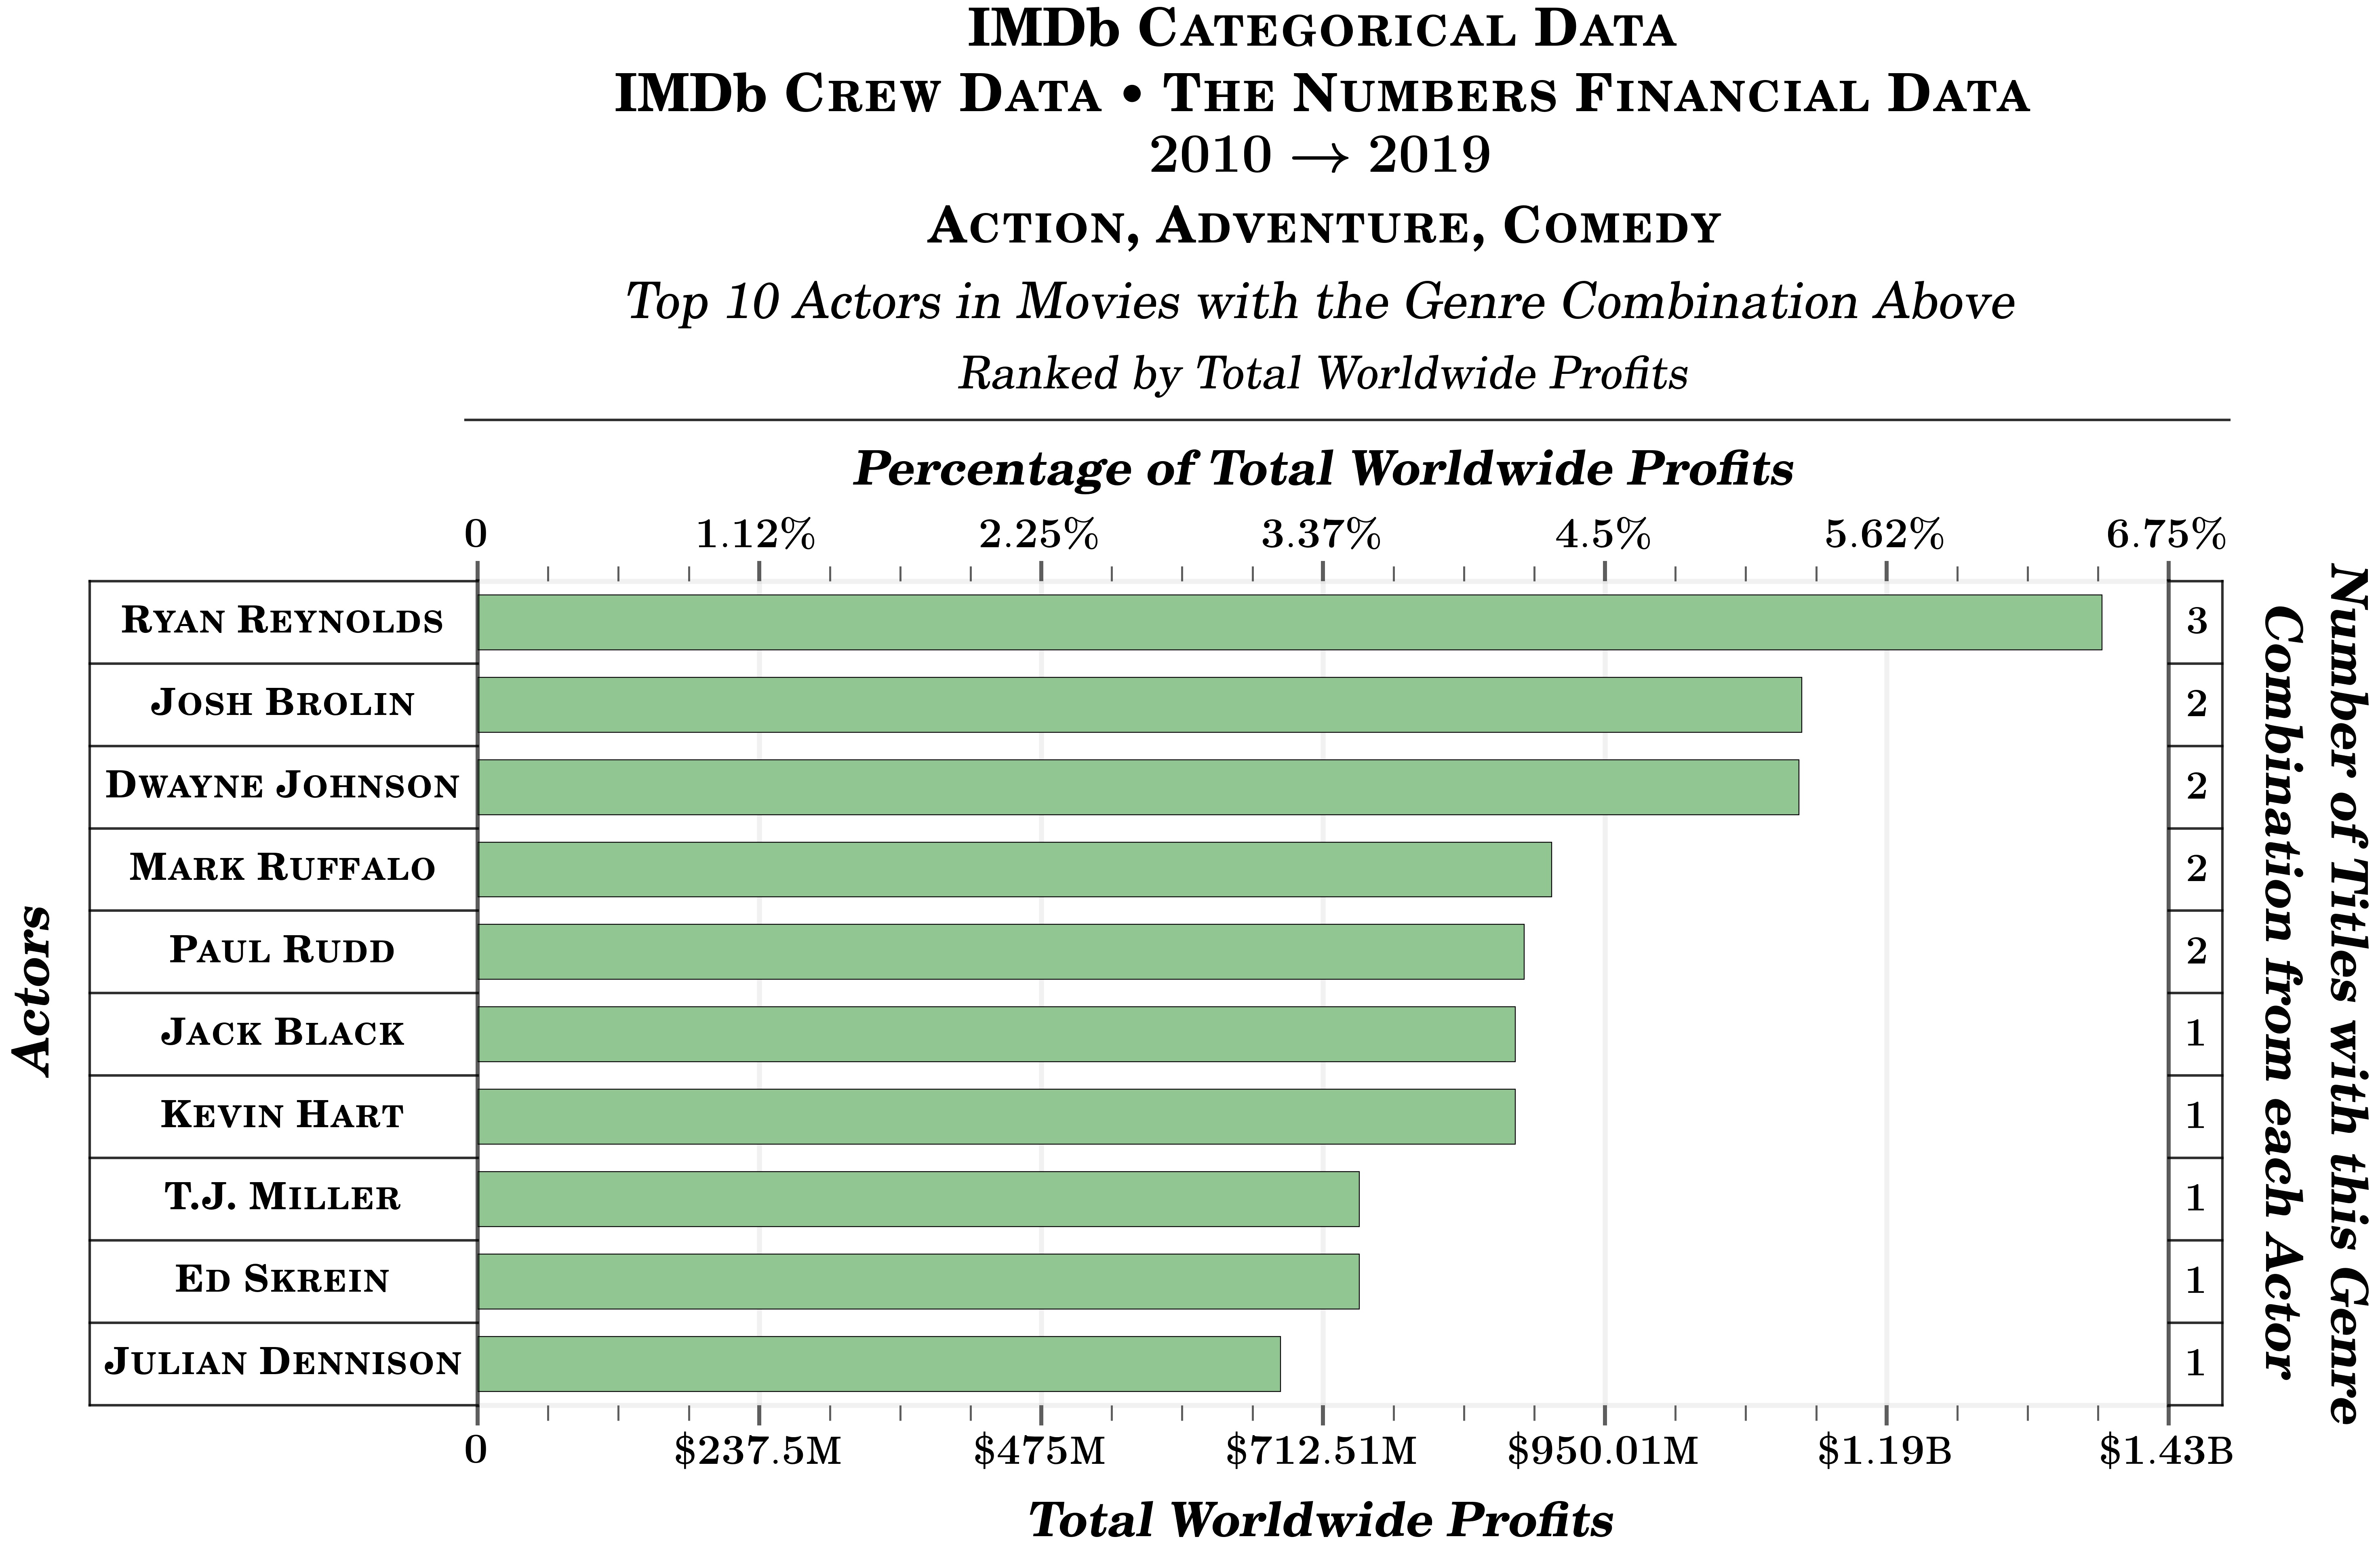 IMDb Categorical Data
IMDb Crew Data • The Numbers Financial Data
2010 → 2019
Action, Adventure, Comedy
Top 10 Actors in Movies with the Genre Combination Above
Ranked by Total Worldwide Profits
Percentage of Total Worldwide Profits
0 1.12% 2.25% 3.37% 4.5% 5.62% 6.75%
Actors
Ryan Reynolds 3
Josh Brolin 2
Dwayne Johnson 2
Mark Ruffalo 2
Paul Rudd 2
Jack Black 1
Kevin Hart 1
T.J. Miller 1
Ed Skrein 1
Julian Dennison 1
Number of Titles with this Genre
Combination from each Actor
0 $237.5M $475M $712.51M $950.01M $1.19B $1.43B
Total Worldwide Profits